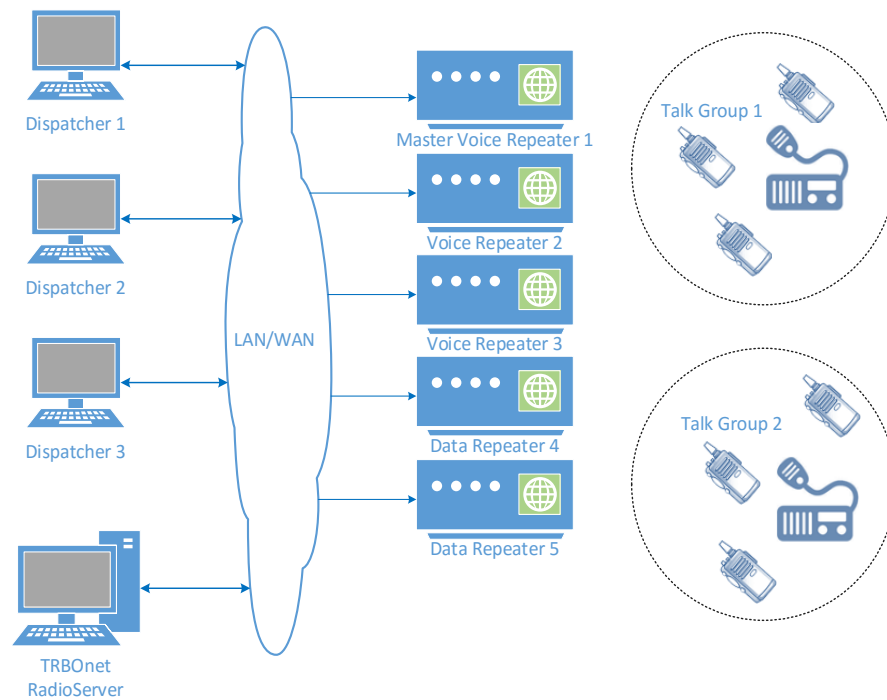 Dispatcher 1
Master Voice Repeater 1
Talk Group 1
Dispatcher 2
Voice Repeater 2
LAN/WAN
Voice Repeater 3
Dispatcher 3
Data Repeater 4
Talk Group 2
Data Repeater 5
TRBOnet
RadioServer